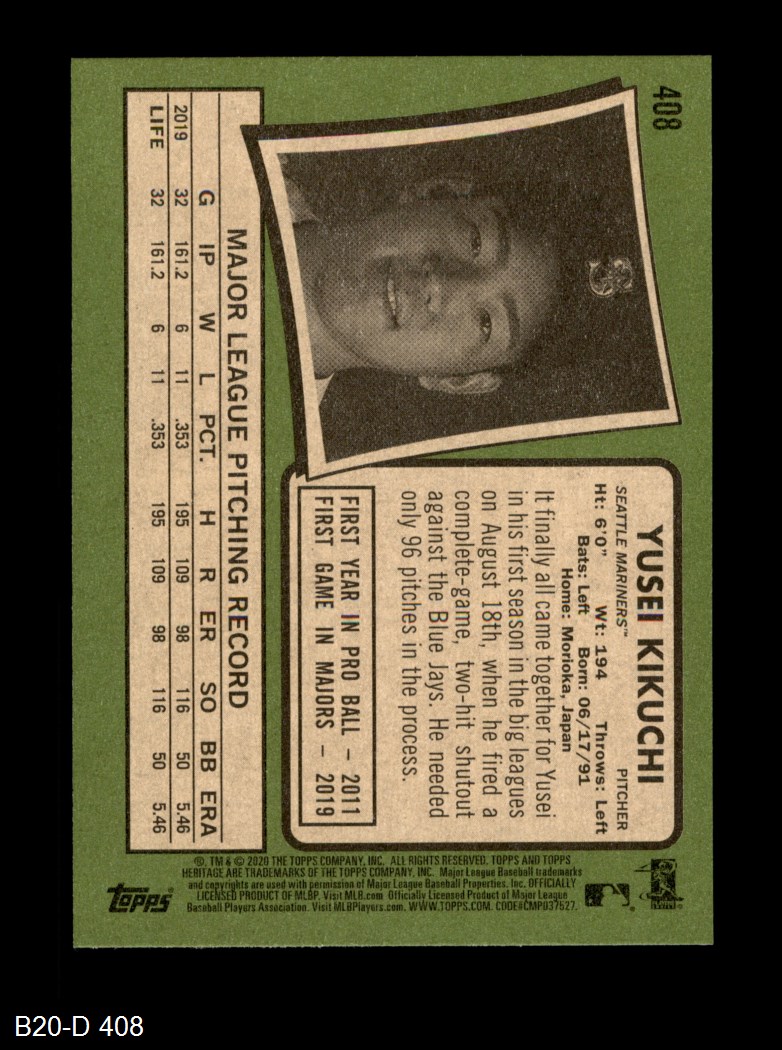 408
YUSEI KIKUCHI
SEATTLE MARINERS™ PITCHER
Ht: 6'0" Wt: 194 Throws: Left
Bats: Left Born: 06/17/91
Home: Morioka, Japan
It finally all came together for Yusei
in his first season in the big leagues
on August 18th, when he fired a
complete-game, two-hit shutout
against the Blue Jays. He needed
only 96 pitches in the process.
FIRST YEAR IN PRO BALL – 2011
FIRST GAME IN MAJORS – 2019
MAJOR LEAGUE PITCHING RECORD
G IP W L PCT. H R ER SO BB ERA
2019 32 161.2 6 11 .353 195 109 98 116 50 5.46
LIFE 32 161.2 6 11 .353 195 109 98 116 50 5.46
®, TM & © 2020 THE TOPPS COMPANY, INC. ALL RIGHTS RESERVED. TOPPS AND TOPPS
HERITAGE ARE TRADEMARKS OF THE TOPPS COMPANY, INC. Major League Baseball trademarks
and copyrights are used with permission of Major League Baseball Properties, Inc. OFFICIALLY
LICENSED PRODUCT OF MLBP. Visit MLB.com Officially Licensed Product of Major League
Baseball Players Association. Visit MLBPlayers.com. WWW.TOPPS.COM. CODE#CMP037527.
topps®
B20-D 408